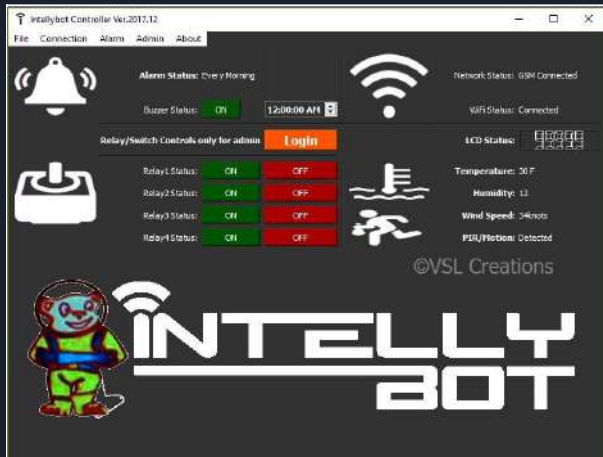 Intellybot Controller Ver.2017.12
File Connection Alarm Admin About
Alarm Status: Every Morning
Network Status: GSM Connected
Buzzer Status: ON 12:00:00 AM
WiFi Status: Connected
Relay/Switch Controls only for admin Login
LCD Status:
Relay1 Status: ON OFF
Temperature: 30 F
Relay2 Status: ON OFF
Humidity: 12
Relay3 Status: ON OFF
Wind Speed: 34knots
Relay4 Status: ON OFF
PIR/Motion: Detected
©VSL Creations
INTELLY
BOT